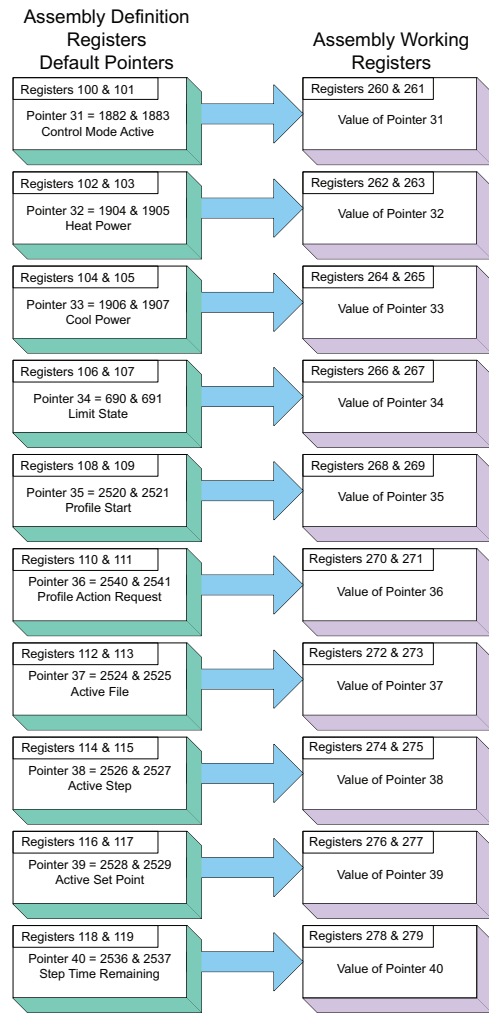 Assembly Definition
Registers
Default Pointers
Assembly Working
Registers
Registers 100 & 101
Pointer 31 = 1882 & 1883
Control Mode Active
Registers 260 & 261
Value of Pointer 31
Registers 102 & 103
Pointer 32 = 1904 & 1905
Heat Power
Registers 262 & 263
Value of Pointer 32
Registers 104 & 105
Pointer 33 = 1906 & 1907
Cool Power
Registers 264 & 265
Value of Pointer 33
Registers 106 & 107
Pointer 34 = 690 & 691
Limit State
Registers 266 & 267
Value of Pointer 34
Registers 108 & 109
Pointer 35 = 2520 & 2521
Profile Start
Registers 268 & 269
Value of Pointer 35
Registers 110 & 111
Pointer 36 = 2540 & 2541
Profile Action Request
Registers 270 & 271
Value of Pointer 36
Registers 112 & 113
Pointer 37 = 2524 & 2525
Active File
Registers 272 & 273
Value of Pointer 37
Registers 114 & 115
Pointer 38 = 2526 & 2527
Active Step
Registers 274 & 275
Value of Pointer 38
Registers 116 & 117
Pointer 39 = 2528 & 2529
Active Set Point
Registers 276 & 277
Value of Pointer 39
Registers 118 & 119
Pointer 40 = 2536 & 2537
Step Time Remaining
Registers 278 & 279
Value of Pointer 40